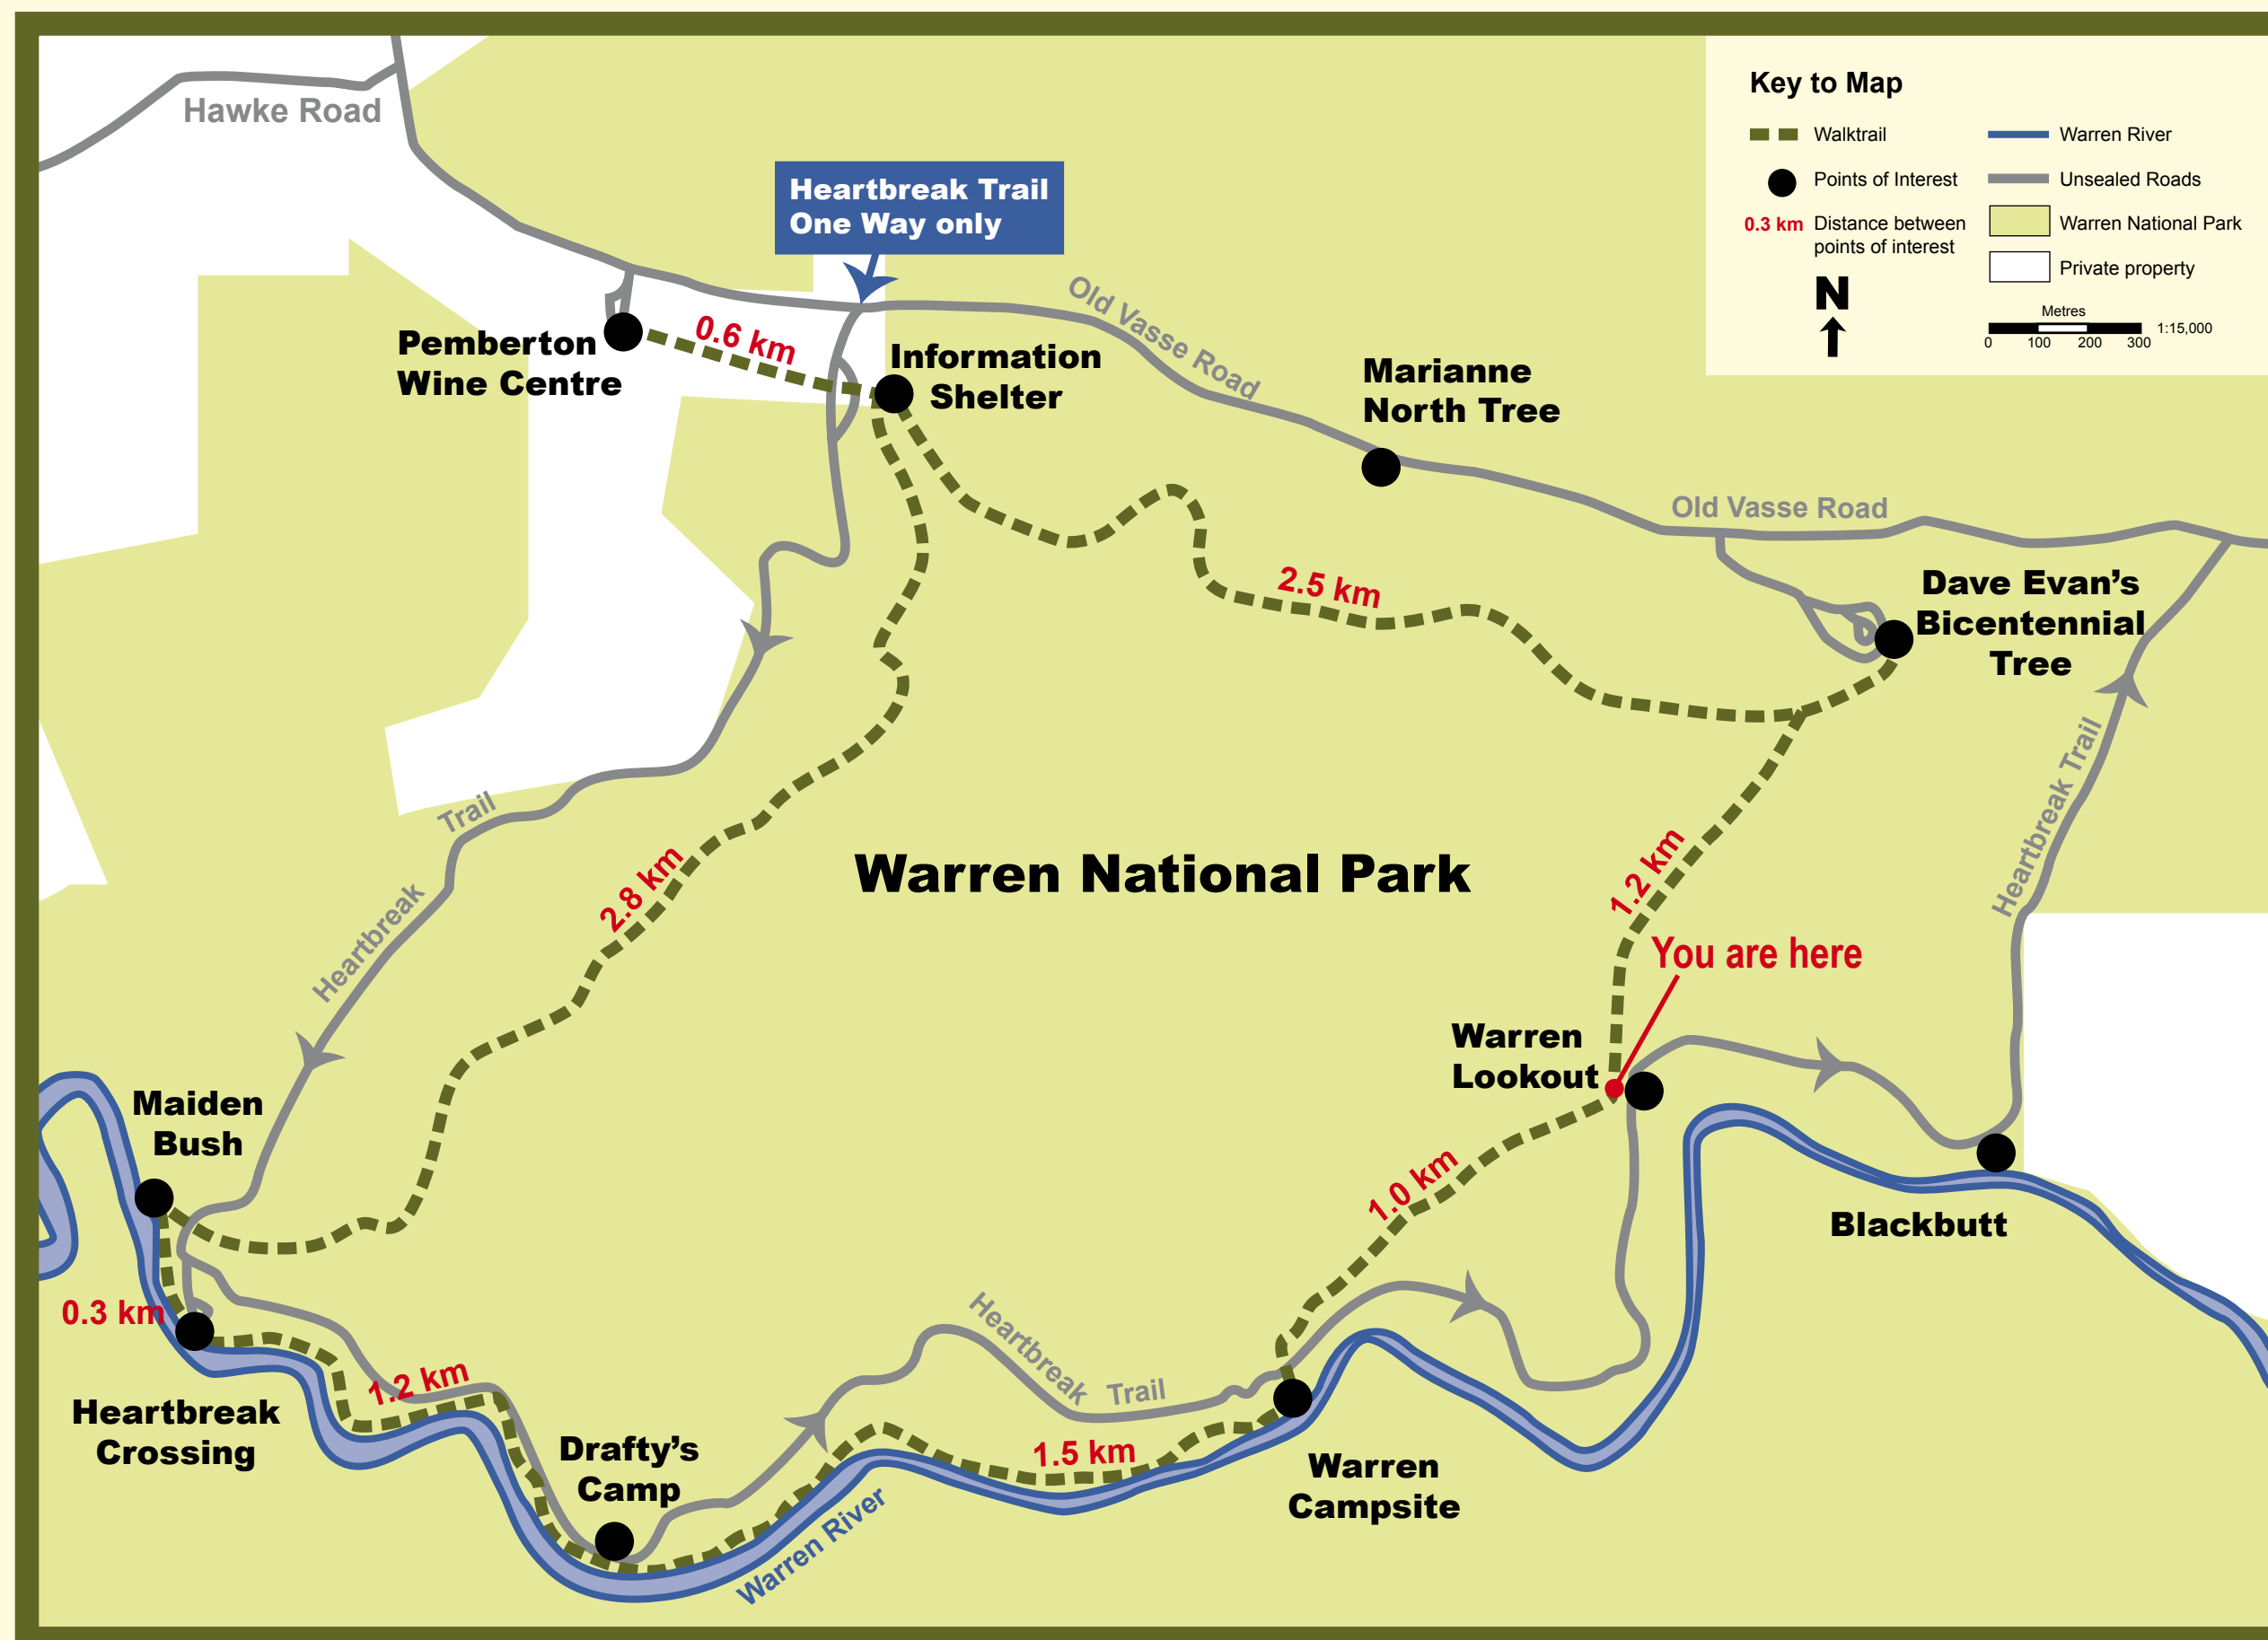 Hawke Road
Heartbreak Trail
One Way only
Key to Map
Walktrail
Points of Interest
0.3 km
Distance between
points of interest
N
Warren River
Unsealed Roads
Warren National Park
Private property
Metres
0 100 200 300
1:15,000
Pemberton
Wine Centre
0.6 km
Information
Shelter
Old Vasse Road
Marianne
North Tree
Old Vasse Road
2.5 km
Dave Evan’s
Bicentennial
Tree
Heartbreak Trail
Trail
Heartbreak
2.8 km
Warren National Park
1.2 km
You are here
Warren
Lookout
Maiden
Bush
0.3 km
Heartbreak
Crossing
1.2 km
Drafty’s
Camp
Warren River
Heartbreak
Trail
1.5 km
1.0 km
Warren
Campsite
Blackbutt